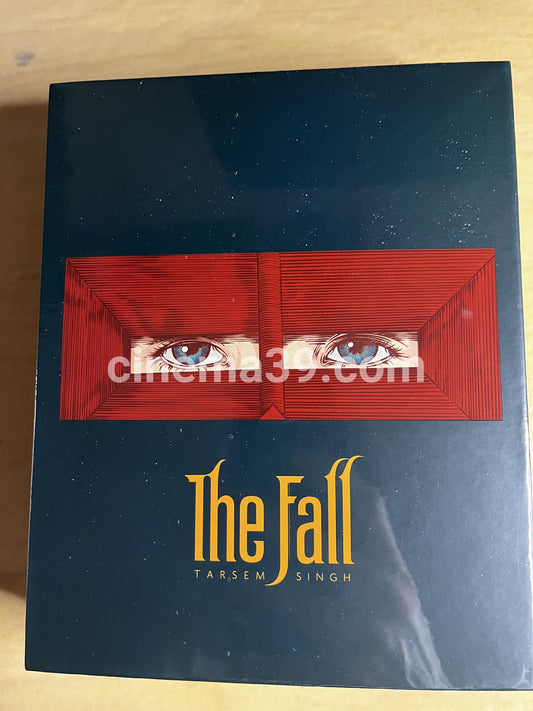 cinema39.com
The Fall
TARSEM SINGH